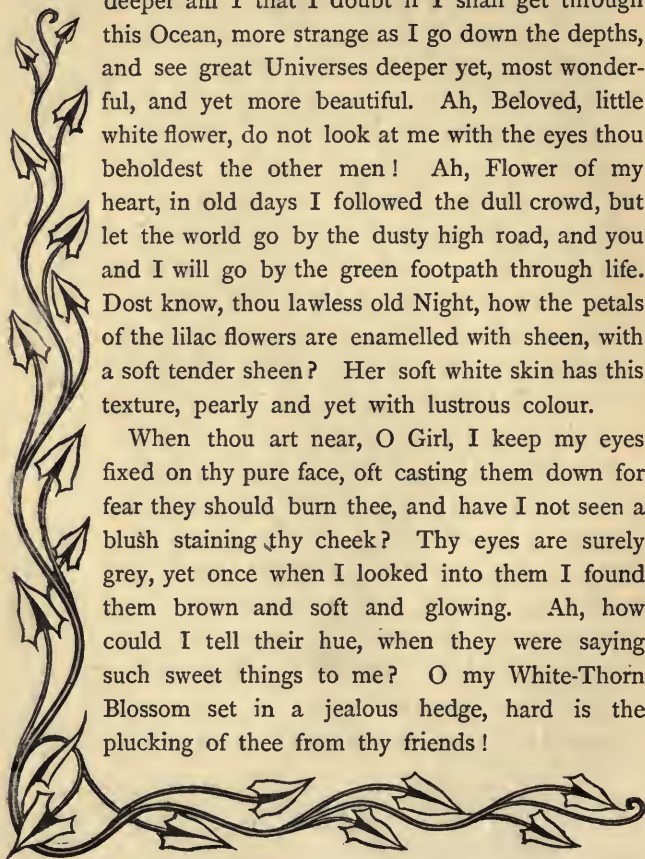 deeper am I that I doubt if I shall get through
this Ocean, more strange as I go down the depths,
and see great Universes deeper yet, most wonder-
ful, and yet more beautiful. Ah, Beloved, little
white flower, do not look at me with the eyes thou
beholdest the other men! Ah, Flower of my
heart, in old days I followed the dull crowd, but
let the world go by the dusty high road, and you
and I will go by the green footpath through life.
Dost know, thou lawless old Night, how the petals
of the lilac flowers are enamelled with sheen, with
a soft tender sheen? Her soft white skin has this
texture, pearly and yet with lustrous colour.
When thou art near, O Girl, I keep my eyes
fixed on thy pure face, oft casting them down for
fear they should burn thee, and have I not seen a
blush staining thy cheek? Thy eyes are surely
grey, yet once when I looked into them I found
them brown and soft and glowing. Ah, how
could I tell their hue, when they were saying
such sweet things to me? O my White-Thorn
Blossom set in a jealous hedge, hard is the
plucking of thee from thy friends!